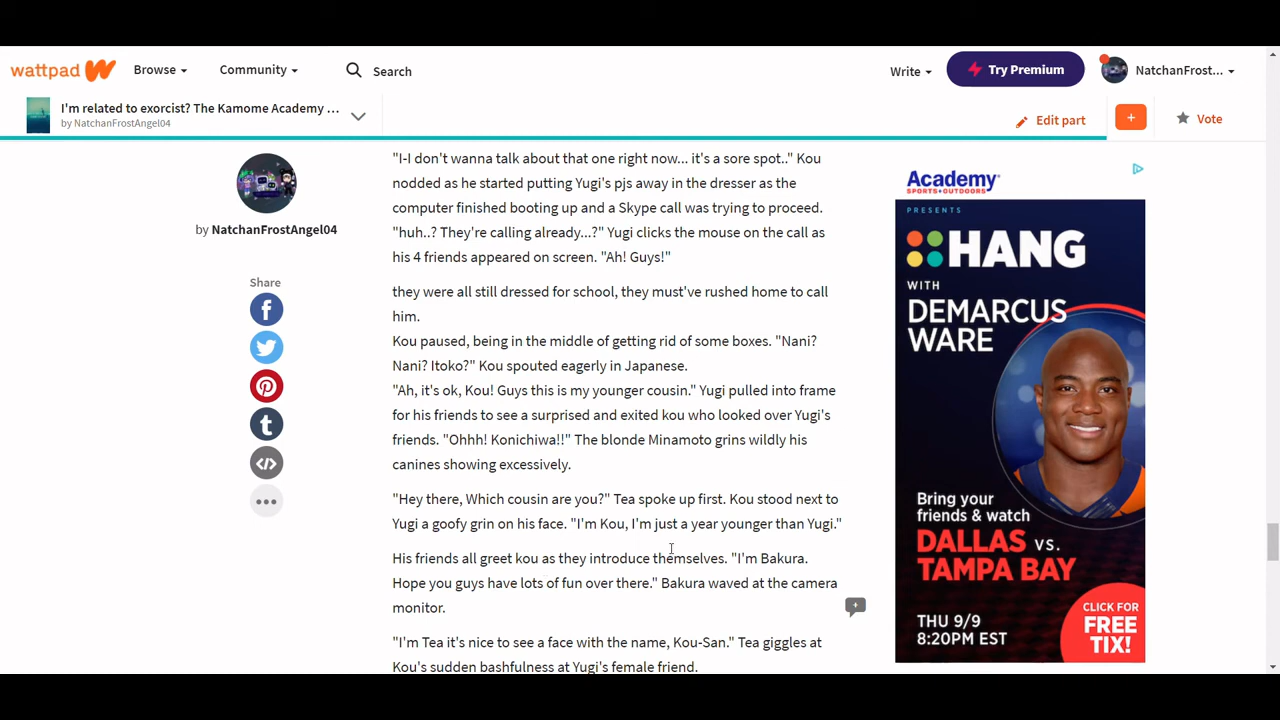 wattpad
Browse
Community
Search
Write
Try Premium
NatchanFrost...
I'm related to exorcist? The Kamome Academy ...
by NatchanFrostAngel04
Edit part
+
Vote
by NatchanFrostAngel04
Share
"I-I don't wanna talk about that one right now... it's a sore spot.." Kou
nodded as he started putting Yugi's pjs away in the dresser as the
computer finished booting up and a Skype call was trying to proceed.
"huh..? They're calling already...?" Yugi clicks the mouse on the call as
his 4 friends appeared on screen. "Ah! Guys!"
they were all still dressed for school, they must've rushed home to call
him.
Kou paused, being in the middle of getting rid of some boxes. "Nani?
Nani? Itoko?" Kou spouted eagerly in Japanese.
"Ah, it's ok, Kou! Guys this is my younger cousin." Yugi pulled into frame
for his friends to see a surprised and exited kou who looked over Yugi's
friends. "Ohhh! Konichiwa!!" The blonde Minamoto grins wildly his
canines showing excessively.
"Hey there, Which cousin are you?" Tea spoke up first. Kou stood next to
Yugi a goofy grin on his face. "I'm Kou, I'm just a year younger than Yugi."
His friends all greet kou as they introduce themselves. "I'm Bakura.
Hope you guys have lots of fun over there." Bakura waved at the camera
monitor.
"I'm Tea it's nice to see a face with the name, Kou-San." Tea giggles at
Kou's sudden bashfulness at Yugi's female friend.
Academy
SPORTS+OUTDOORS
PRESENTS
HANG
WITH
DEMARCUS
WARE
Bring your
friends & watch
DALLAS vs.
TAMPA BAY
THU 9/9
8:20PM EST
CLICK FOR
FREE
TIX!